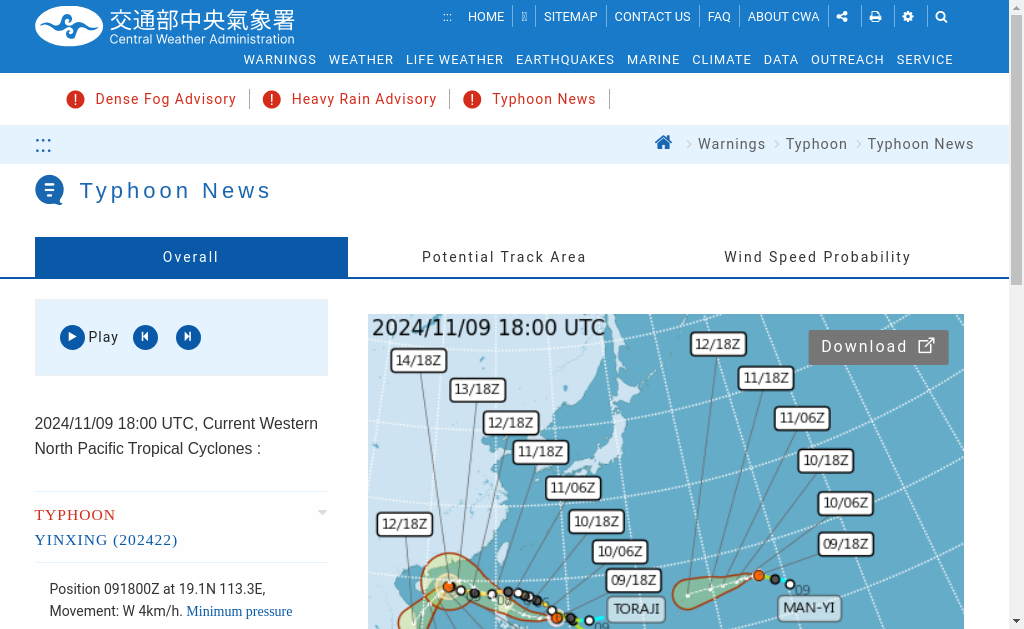 交通部中央氣象署
Central Weather Administration
::: HOME SITEMAP CONTACT US FAQ ABOUT CWA
WARNINGS WEATHER LIFE WEATHER EARTHQUAKES MARINE CLIMATE DATA OUTREACH SERVICE
Dense Fog Advisory Heavy Rain Advisory Typhoon News
:::
Warnings Typhoon Typhoon News
Typhoon News
Overall Potential Track Area Wind Speed Probability
Play
2024/11/09 18:00 UTC, Current Western
North Pacific Tropical Cyclones :
TYPHOON
YINXING (202422)
Position 091800Z at 19.1N 113.3E,
Movement: W 4km/h. Minimum pressure
2024/11/09 18:00 UTC
Download
12/18Z
14/18Z
11/18Z
13/18Z
11/06Z
12/18Z
11/18Z
10/18Z
11/06Z
10/06Z
10/18Z
12/18Z
09/18Z
10/06Z
09/18Z
09
MAN-YI
TORAJI
09